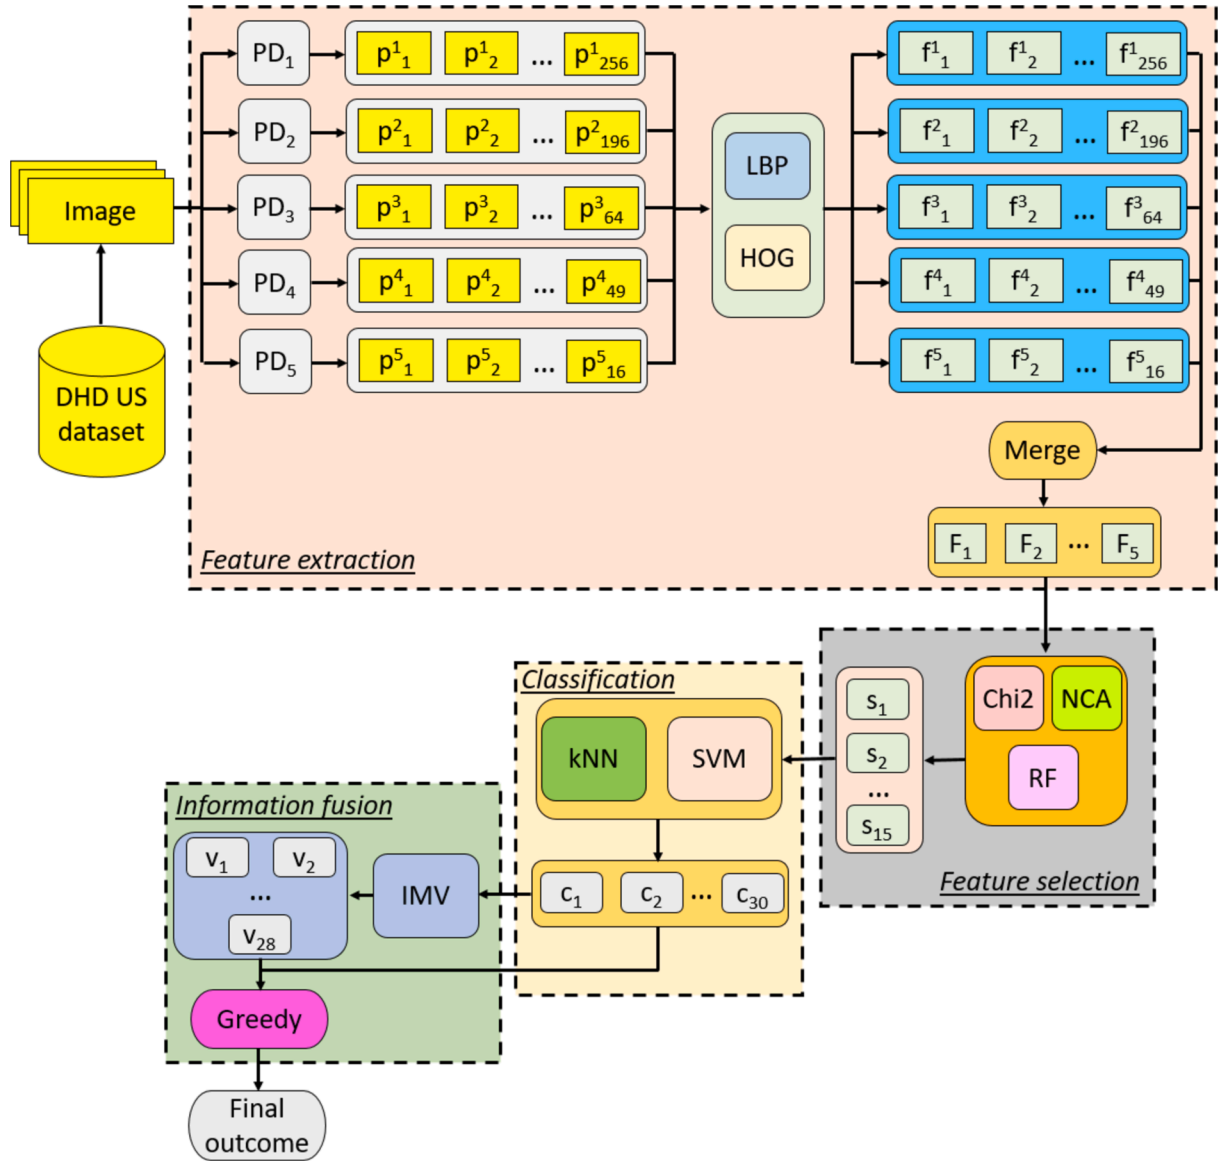 PD₁ p¹₁ p¹₂ ... p¹₂₅₆ f¹₁ f¹₂ ... f¹₂₅₆
PD₂ p²₁ p²₂ ... p²₁₉₆ f²₁ f²₂ ... f²₁₉₆
LBP
Image
PD₃ p³₁ p³₂ ... p³₆₄ f³₁ f³₂ ... f³₆₄
HOG
PD₄ p⁴₁ p⁴₂ ... p⁴₄₉ f⁴₁ f⁴₂ ... f⁴₄₉
PD₅ p⁵₁ p⁵₂ ... p⁵₁₆ f⁵₁ f⁵₂ ... f⁵₁₆
DHD US
dataset
Merge
F₁ F₂ ... F₅
Feature extraction
Chi2 NCA
RF
s₁
s₂
...
s₁₅
Feature selection
Classification
kNN SVM
c₁ c₂ ... c₃₀
Information fusion
IMV
v₁ v₂
...
v₂₈
Greedy
Final
outcome